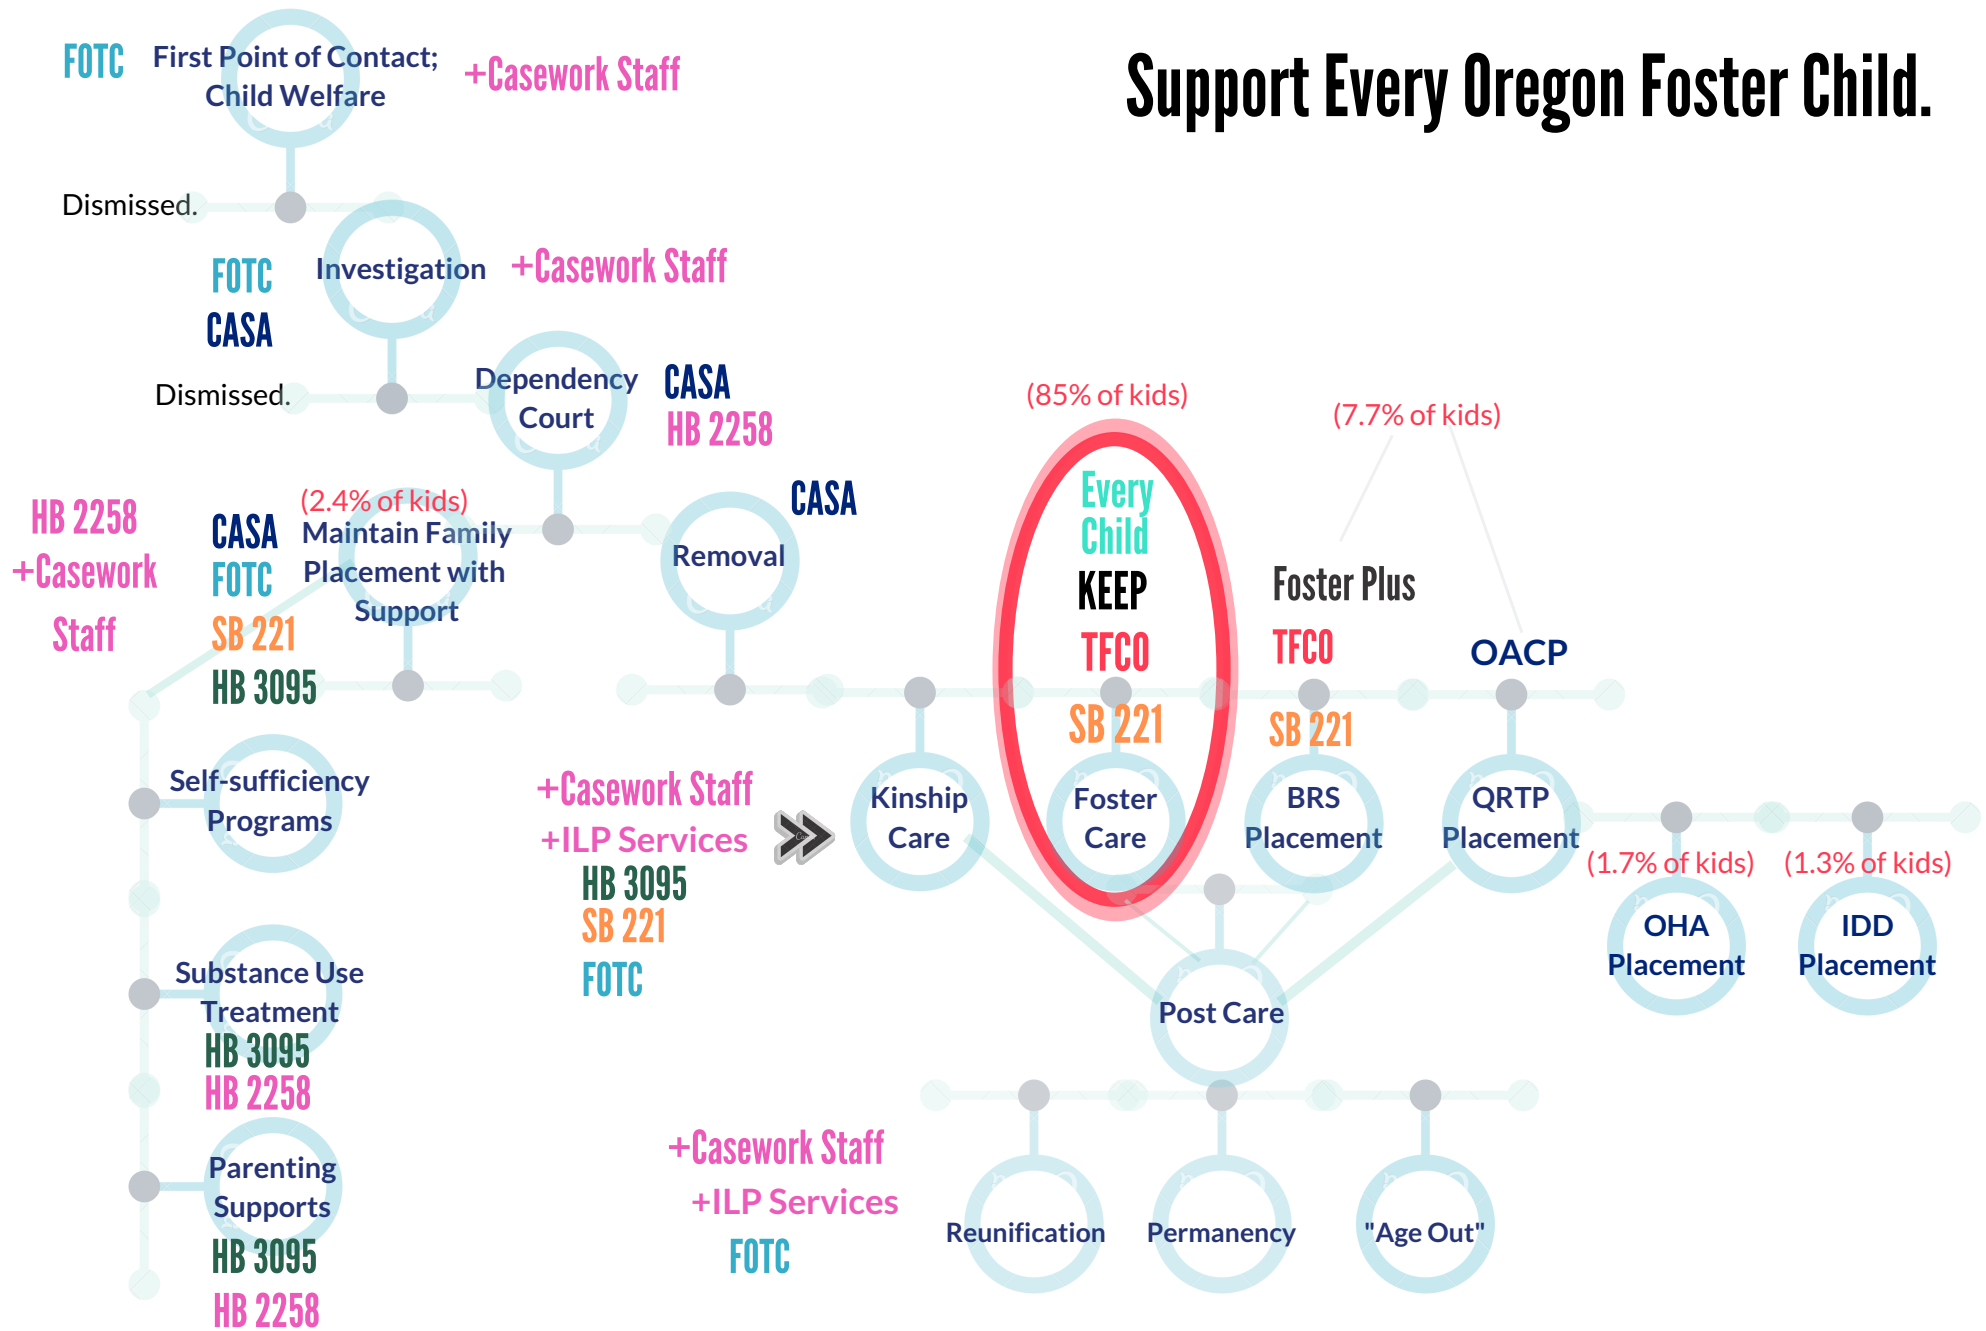 Support Every Oregon Foster Child.
FOTC
First Point of Contact;
Child Welfare
+Casework Staff
Dismissed.
FOTC
CASA
Investigation
+Casework Staff
Dismissed.
Dependency
Court
CASA
HB 2258
HB 2258
+Casework
Staff
CASA
FOTC
SB 221
HB 3095
(2.4% of kids)
Maintain Family
Placement with
Support
Removal
CASA
Self-sufficiency
Programs
Substance Use
Treatment
HB 3095
HB 2258
Parenting
Supports
HB 3095
HB 2258
+Casework Staff
+ILP Services
HB 3095
SB 221
FOTC
Kinship
Care
(85% of kids)
Every
Child
KEEP
TFCO
SB 221
Foster
Care
(7.7% of kids)
Foster Plus
TFCO
SB 221
BRS
Placement
OACP
QRTP
Placement
(1.7% of kids)
OHA
Placement
(1.3% of kids)
IDD
Placement
Post Care
+Casework Staff
+ILP Services
FOTC
Reunification
Permanency
"Age Out"